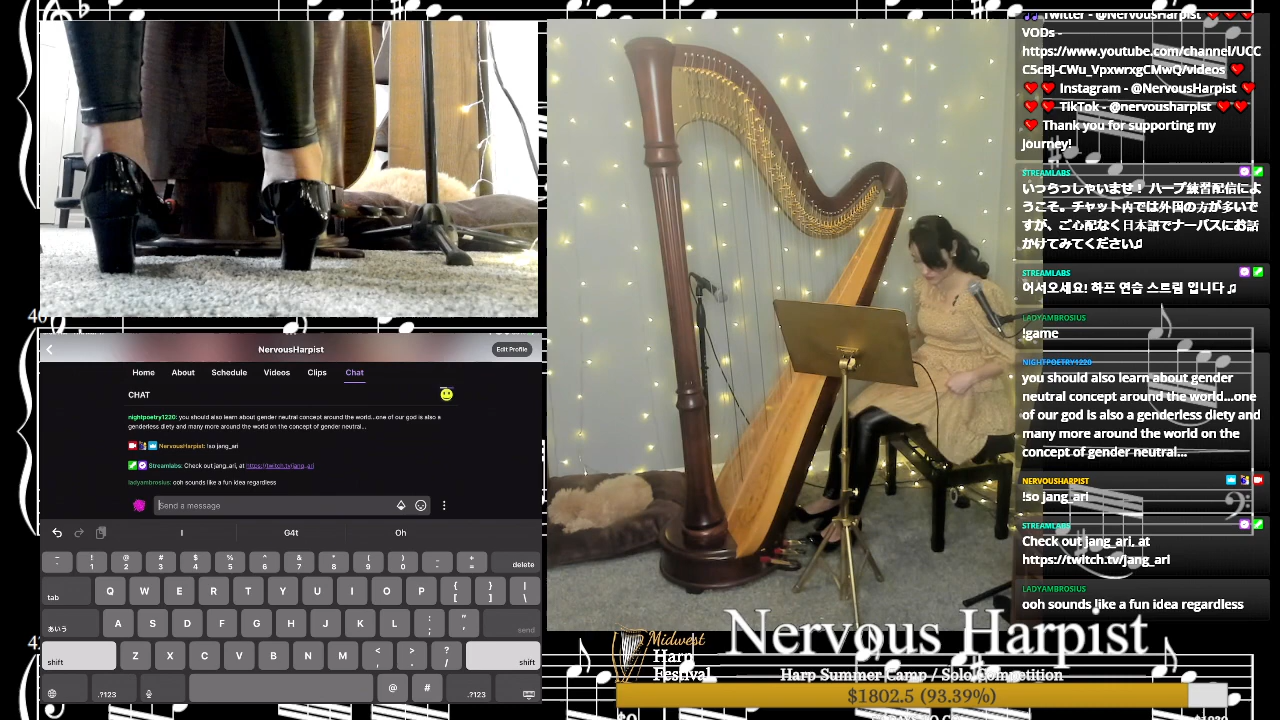 NervousHarpist
Edit Profile
Home About Schedule Videos Clips Chat
CHAT
nightpoetry1220: you should also learn about gender neutral concept around the world...one of our god is also a
genderless diety and many more around the world on the concept of gender neutral...
NervousHarpist: !so jang_ari
Streamlabs: Check out jang_ari, at https://twitch.tv/jang_ari
ladyambrosius: ooh sounds like a fun idea regardless
Send a message
I G4t Oh
! @ # $ % ^ & * ( ) _ +
1 2 3 4 5 6 7 8 9 0 - = delete
tab Q W E R T Y U I O P { [ } ] | \
あいう A S D F G H J K L : ; " ' send
shift Z X C V B N M < , > . ? / shift
.?123 @ # .?123
Twitter - @NervousHarpist
VODs -
https://www.youtube.com/channel/UCC
C5cBJ-CWu_VpxwrxgCMwQ/videos
Instagram - @NervousHarpist
TikTok - @nervousharpist
Thank you for supporting my
journey!
STREAMLABS
いらっしゃいませ！ ハープ練習配信によ
うこそ。チャット内では外国の方が多いで
すが、ご心配なく日本語でナーバスにお話
かけてみてください♫
STREAMLABS
어서오세요! 하프 연습 스트림 입니다 ♫
LADYAMBROSIUS
!game
NIGHTPOETRY1220
you should also learn about gender
neutral concept around the world...one
of our god is also a genderless diety and
many more around the world on the
concept of gender neutral...
NERVOUSHARPIST
!so jang_ari
STREAMLABS
Check out jang_ari, at
https://twitch.tv/jang_ari
LADYAMBROSIUS
ooh sounds like a fun idea regardless
Nervous Harpist
Midwest
Harp
Festival
Harp Summer Camp / Solo Competition
$1802.5 (93.39%)